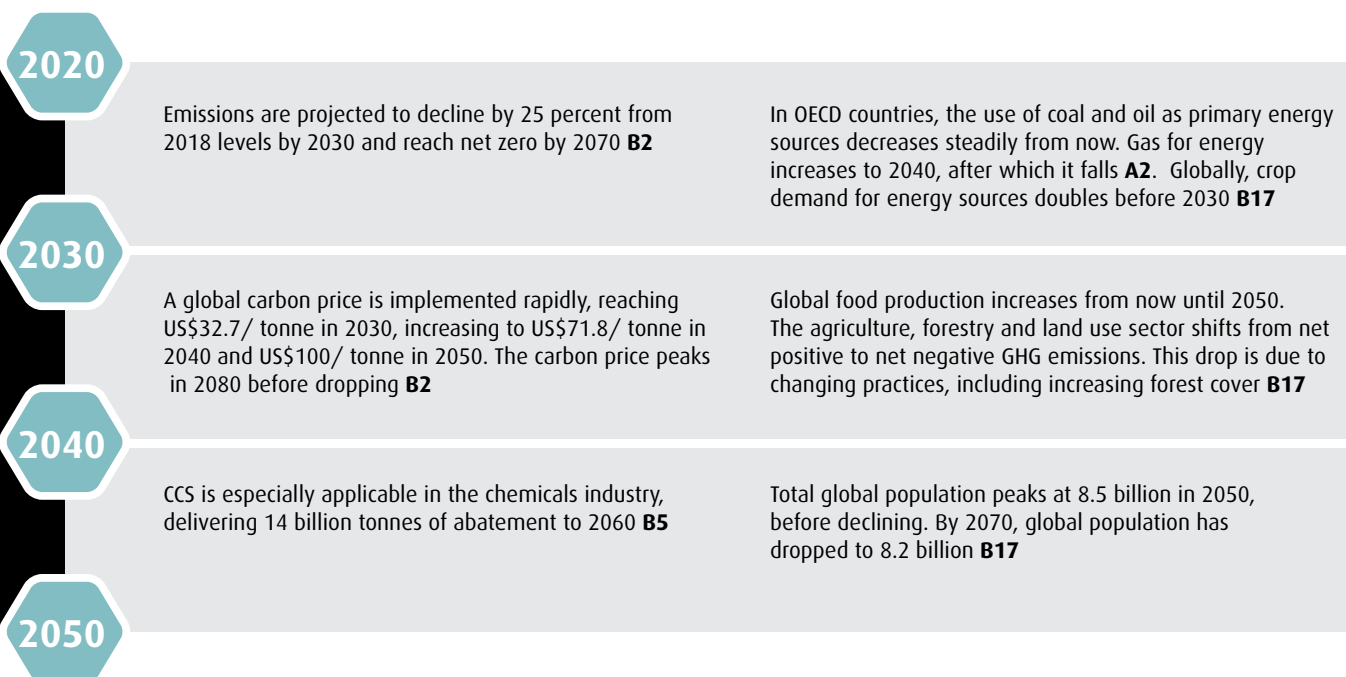 2020
Emissions are projected to decline by 25 percent from
2018 levels by 2030 and reach net zero by 2070 B2
In OECD countries, the use of coal and oil as primary energy
sources decreases steadily from now. Gas for energy
increases to 2040, after which it falls A2.  Globally, crop
demand for energy sources doubles before 2030 B17
2030
A global carbon price is implemented rapidly, reaching
US$32.7/ tonne in 2030, increasing to US$71.8/ tonne in
2040 and US$100/ tonne in 2050. The carbon price peaks
in 2080 before dropping B2
Global food production increases from now until 2050.
The agriculture, forestry and land use sector shifts from net
positive to net negative GHG emissions. This drop is due to
changing practices, including increasing forest cover B17
2040
CCS is especially applicable in the chemicals industry,
delivering 14 billion tonnes of abatement to 2060 B5
Total global population peaks at 8.5 billion in 2050,
before declining. By 2070, global population has
dropped to 8.2 billion B17
2050